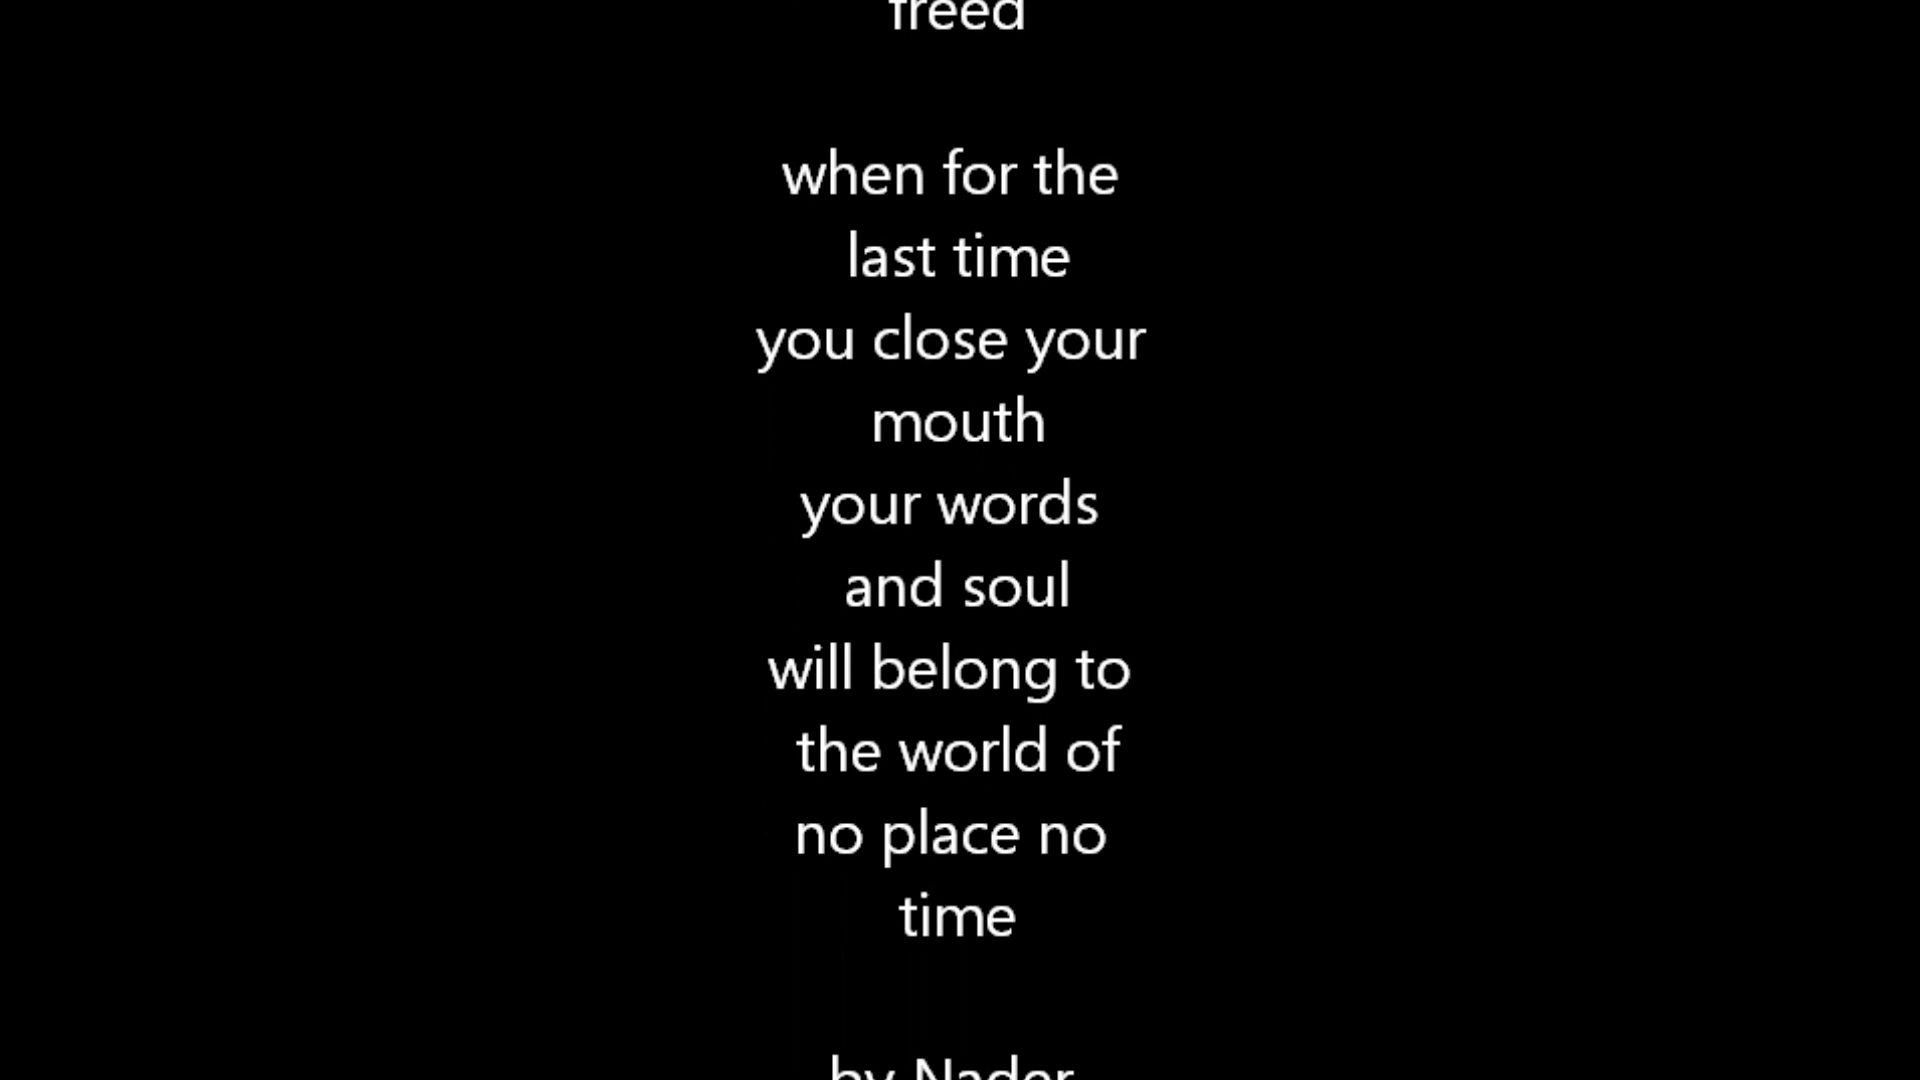 freed
when for the
last time
you close your
mouth
your words
and soul
will belong to
the world of
no place no
time
by Nader